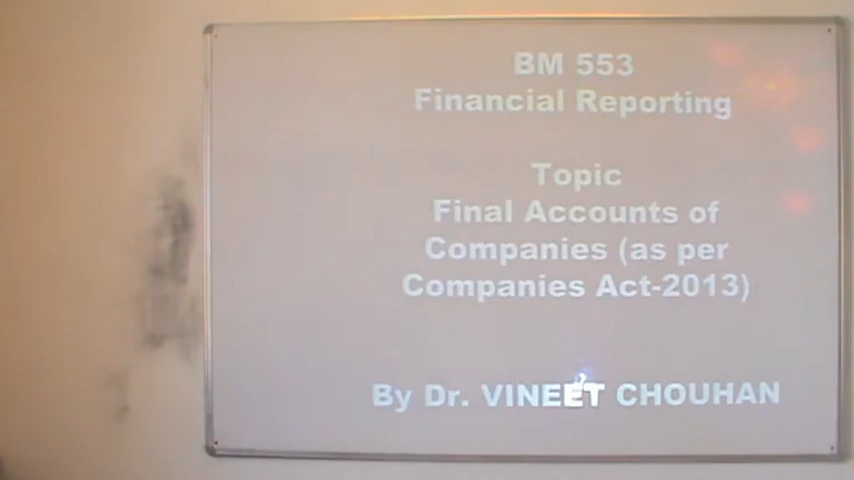 BM 553
Financial Reporting
Topic
Final Accounts of
Companies (as per
Companies Act-2013)
By Dr. VINEET CHOUHAN